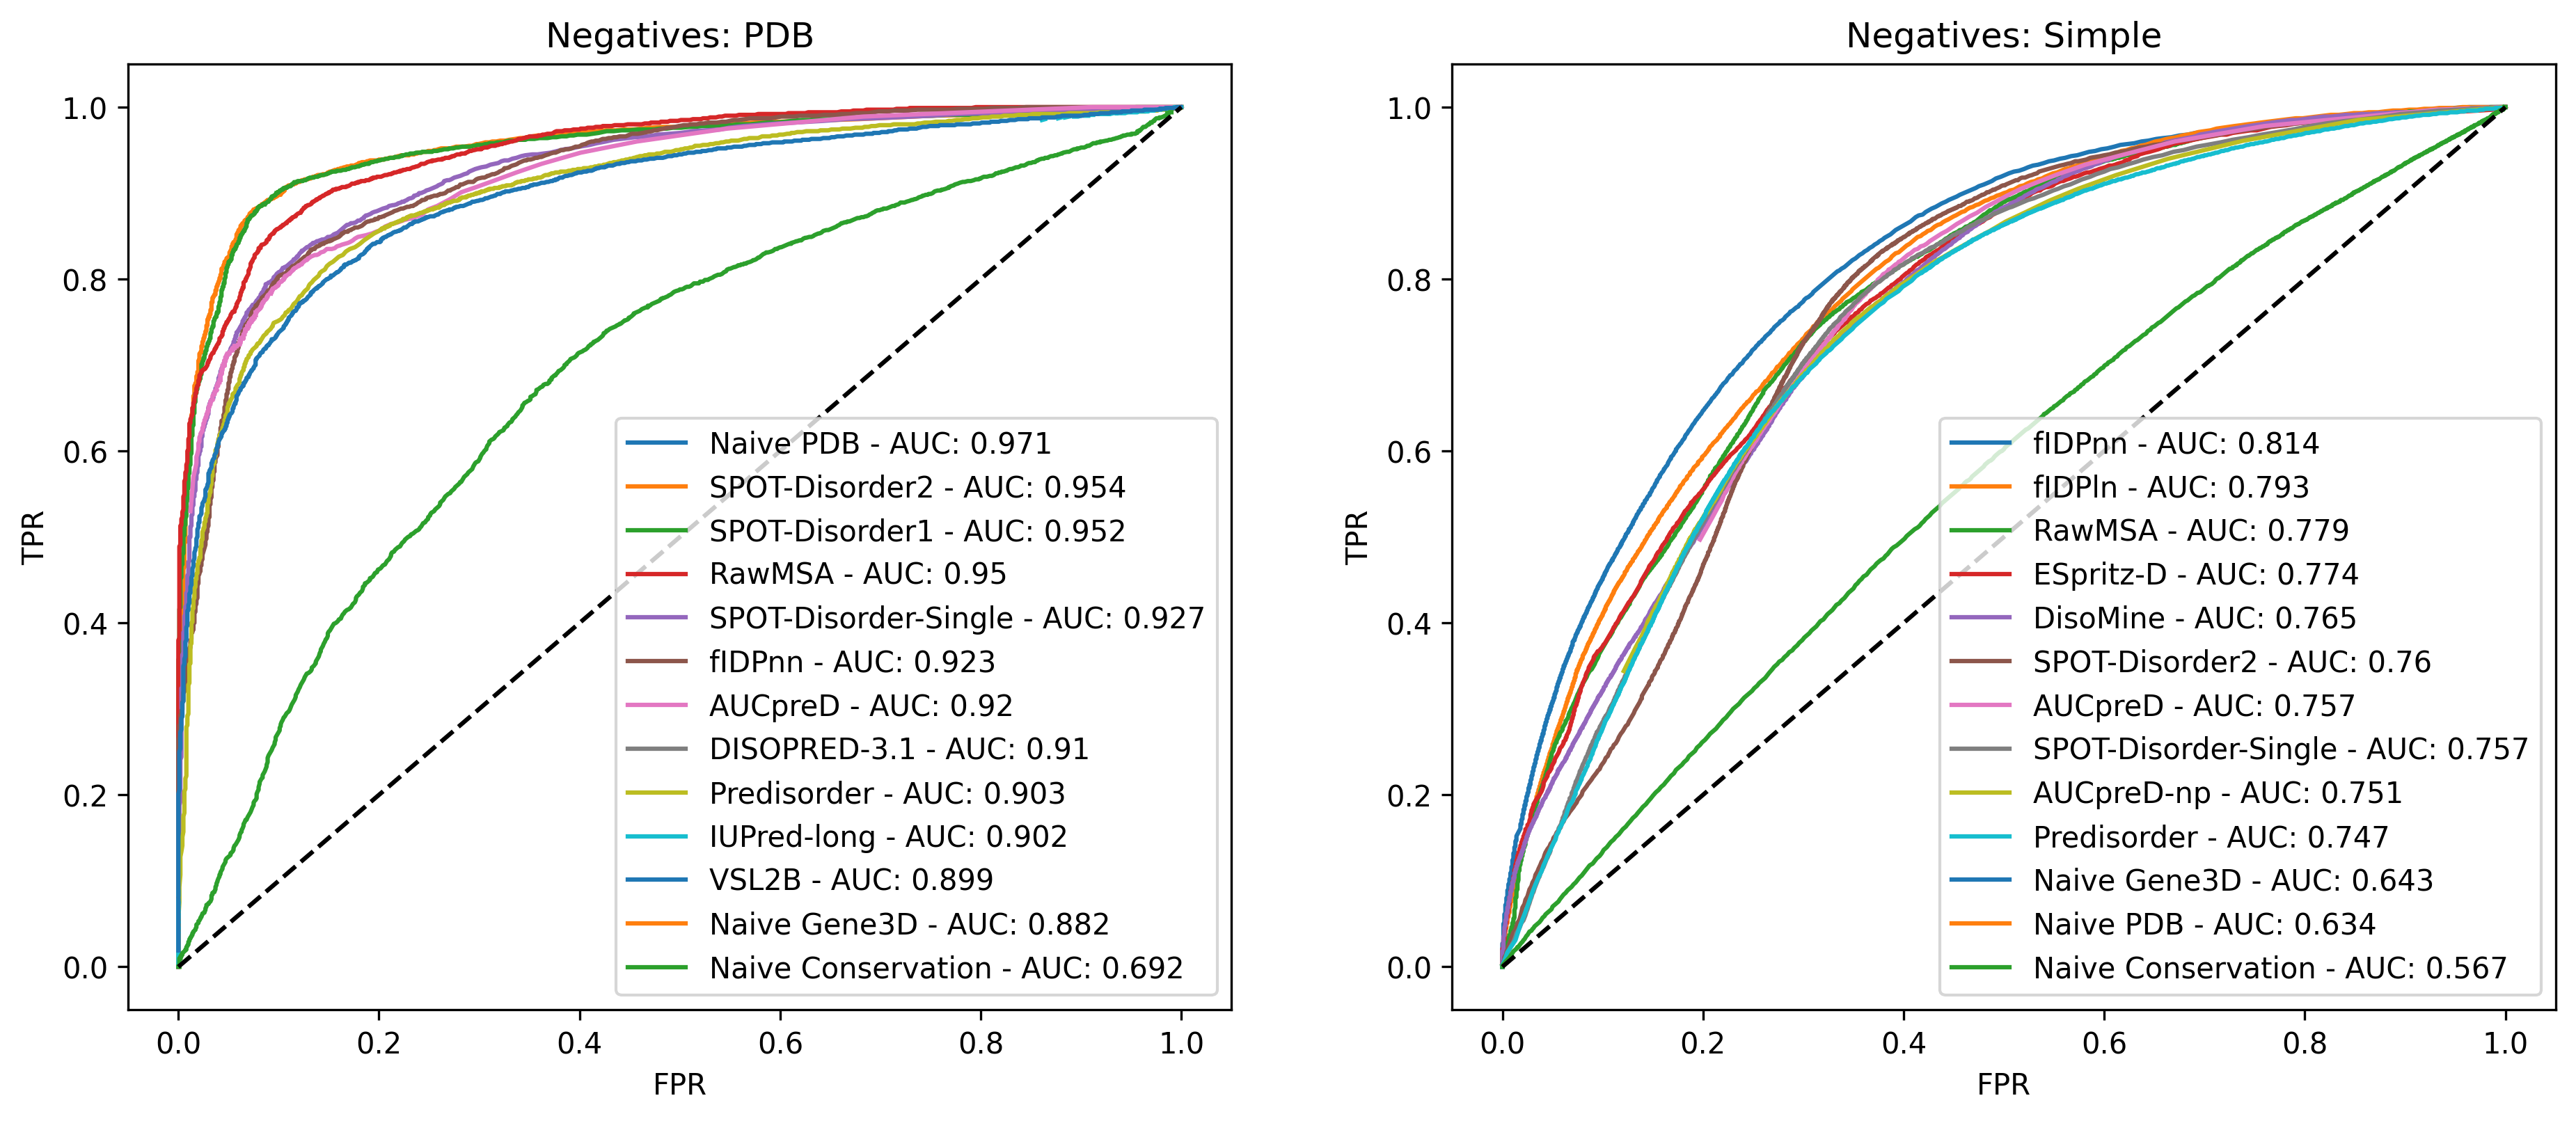 Negatives: PDB
TPR
1.0
0.8
0.6
0.4
0.2
0.0
Naive PDB - AUC: 0.971
SPOT-Disorder2 - AUC: 0.954
SPOT-Disorder1 - AUC: 0.952
RawMSA - AUC: 0.95
SPOT-Disorder-Single - AUC: 0.927
fIDPnn - AUC: 0.923
AUCpreD - AUC: 0.92
DISOPRED-3.1 - AUC: 0.91
Predisorder - AUC: 0.903
IUPred-long - AUC: 0.902
VSL2B - AUC: 0.899
Naive Gene3D - AUC: 0.882
Naive Conservation - AUC: 0.692
0.0 0.2 0.4 0.6 0.8 1.0
FPR
Negatives: Simple
TPR
1.0
0.8
0.6
0.4
0.2
0.0
fIDPnn - AUC: 0.814
fIDPln - AUC: 0.793
RawMSA - AUC: 0.779
ESpritz-D - AUC: 0.774
DisoMine - AUC: 0.765
SPOT-Disorder2 - AUC: 0.76
AUCpreD - AUC: 0.757
SPOT-Disorder-Single - AUC: 0.757
AUCpreD-np - AUC: 0.751
Predisorder - AUC: 0.747
Naive Gene3D - AUC: 0.643
Naive PDB - AUC: 0.634
Naive Conservation - AUC: 0.567
0.0 0.2 0.4 0.6 0.8 1.0
FPR